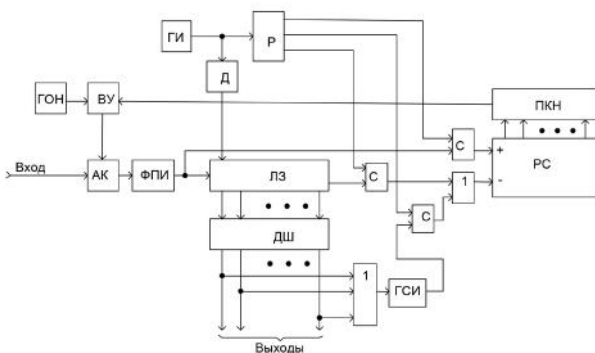 ГИ
Р
Д
ГОН
ВУ
ПКН
Вход
АК
ФПИ
ЛЗ
С
С
+
РС
1
-
С
ДШ
1
ГСИ
Выходы